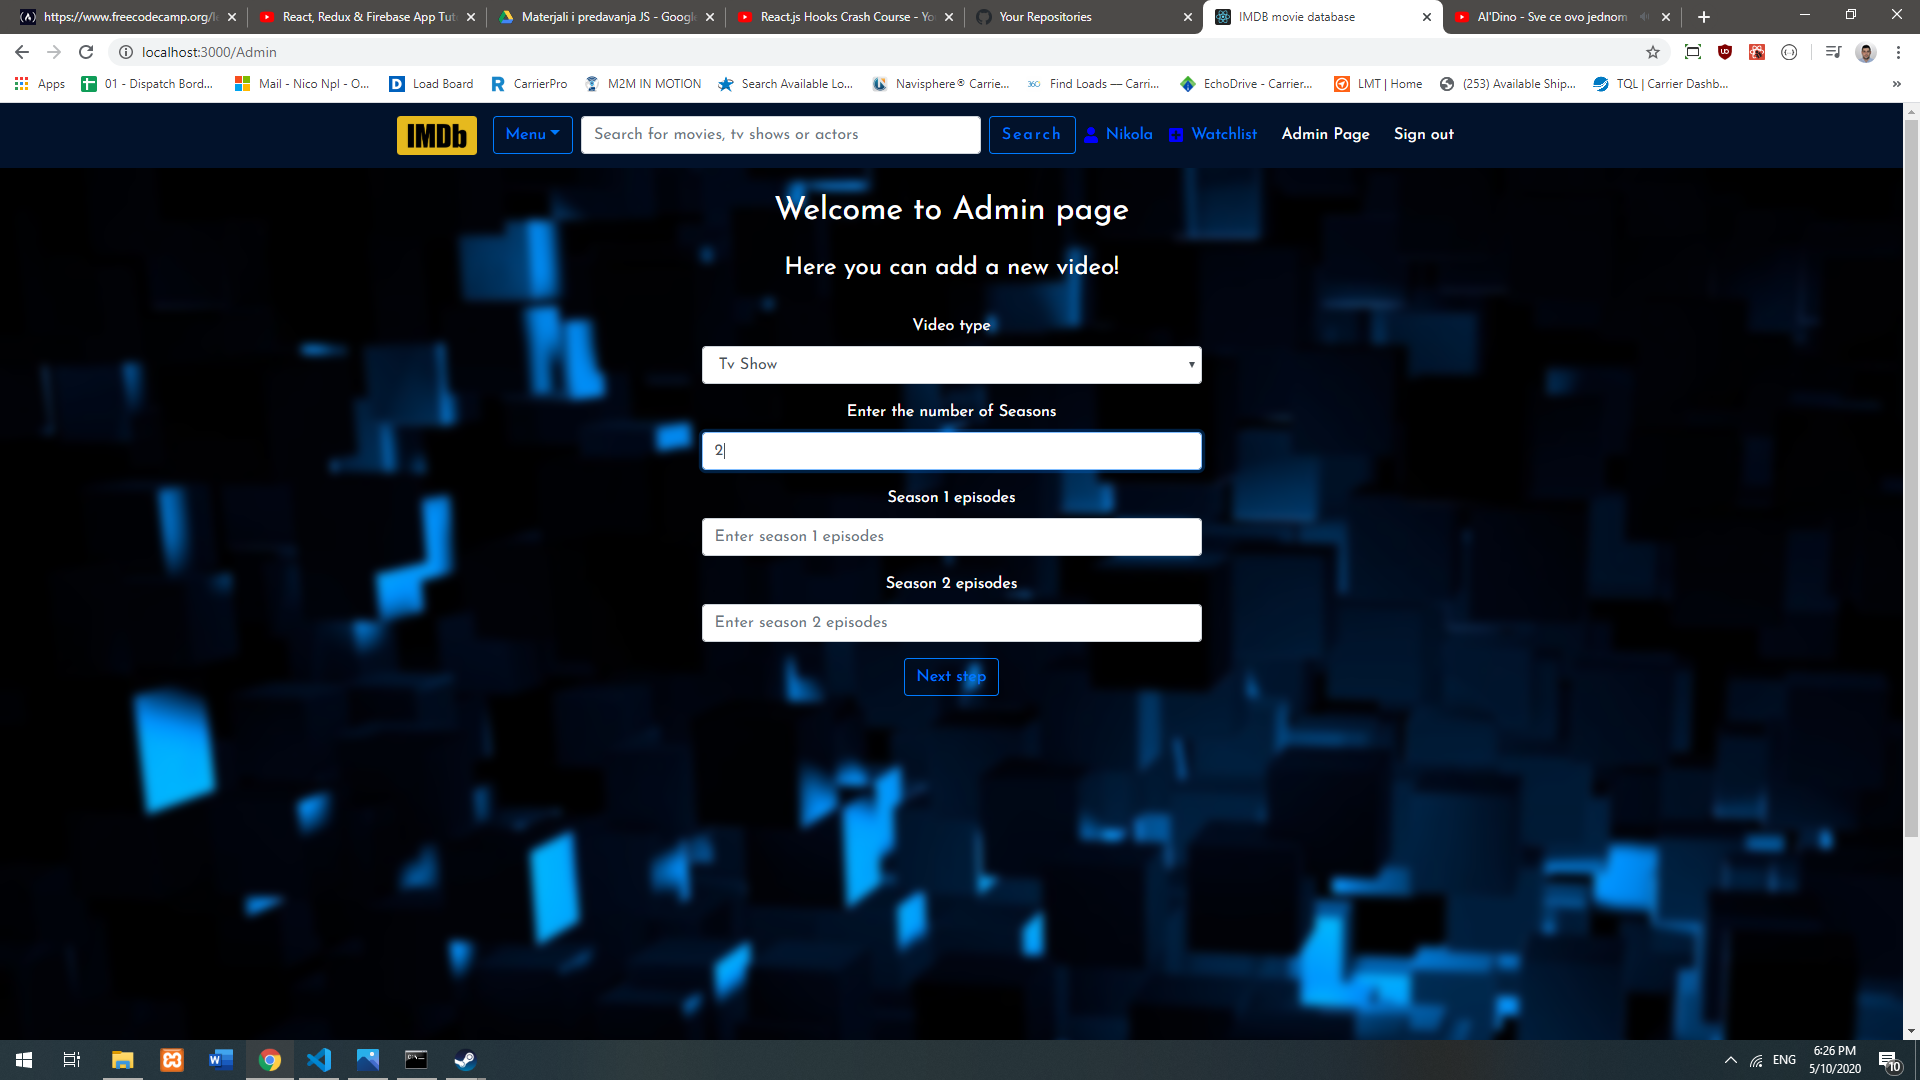 https://www.freecodecamp.org/l
React, Redux & Firebase App Tut
Materjali i predavanja JS - Google
React.js Hooks Crash Course - Yo
Your Repositories
IMDB movie database
Al'Dino - Sve ce ovo jednom
localhost:3000/Admin
Apps
01 - Dispatch Bord...
Mail - Nico Npl - O...
Load Board
CarrierPro
M2M IN MOTION
Search Available Lo...
Navisphere® Carrie...
Find Loads — Carri...
EchoDrive - Carrier...
LMT | Home
(253) Available Ship...
TQL | Carrier Dashb...
IMDb
Menu
Search for movies, tv shows or actors
Search
Nikola
Watchlist
Admin Page
Sign out
Welcome to Admin page
Here you can add a new video!
Video type
Tv Show
Enter the number of Seasons
2
Season 1 episodes
Enter season 1 episodes
Season 2 episodes
Enter season 2 episodes
Next step
ENG
6:26 PM
5/10/2020
10